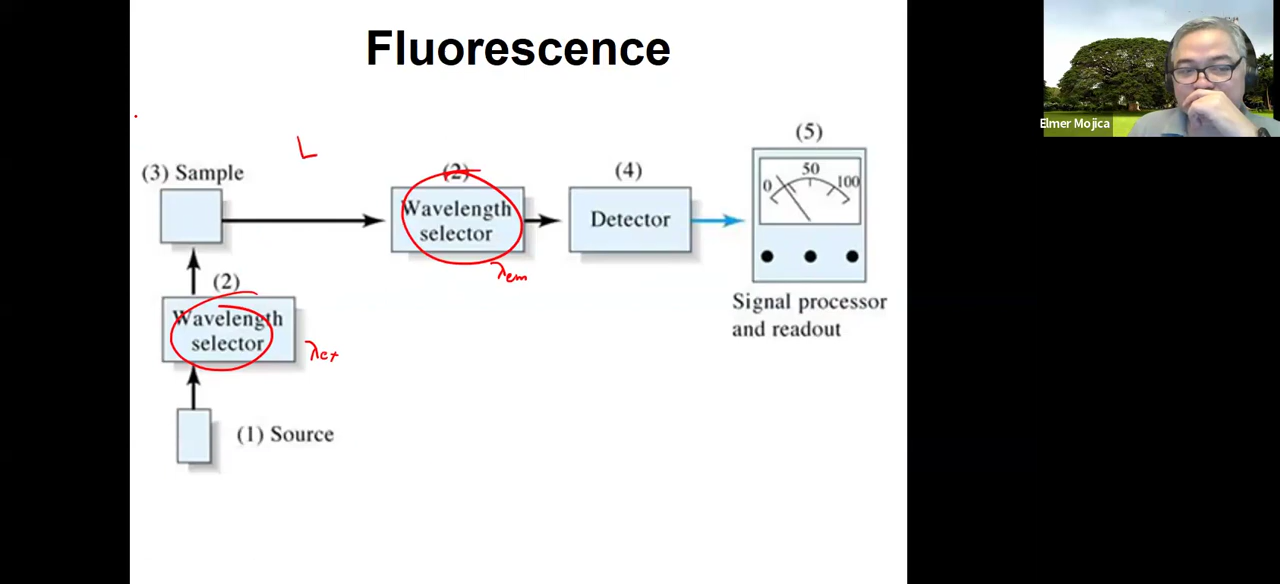 Fluorescence
(5)
L
(3) Sample
(2)
(4)
0 50 100
Wavelength
selector
Detector
λem
(2)
Wavelength
selector
λex
Signal processor
and readout
(1) Source
Elmer Mojica